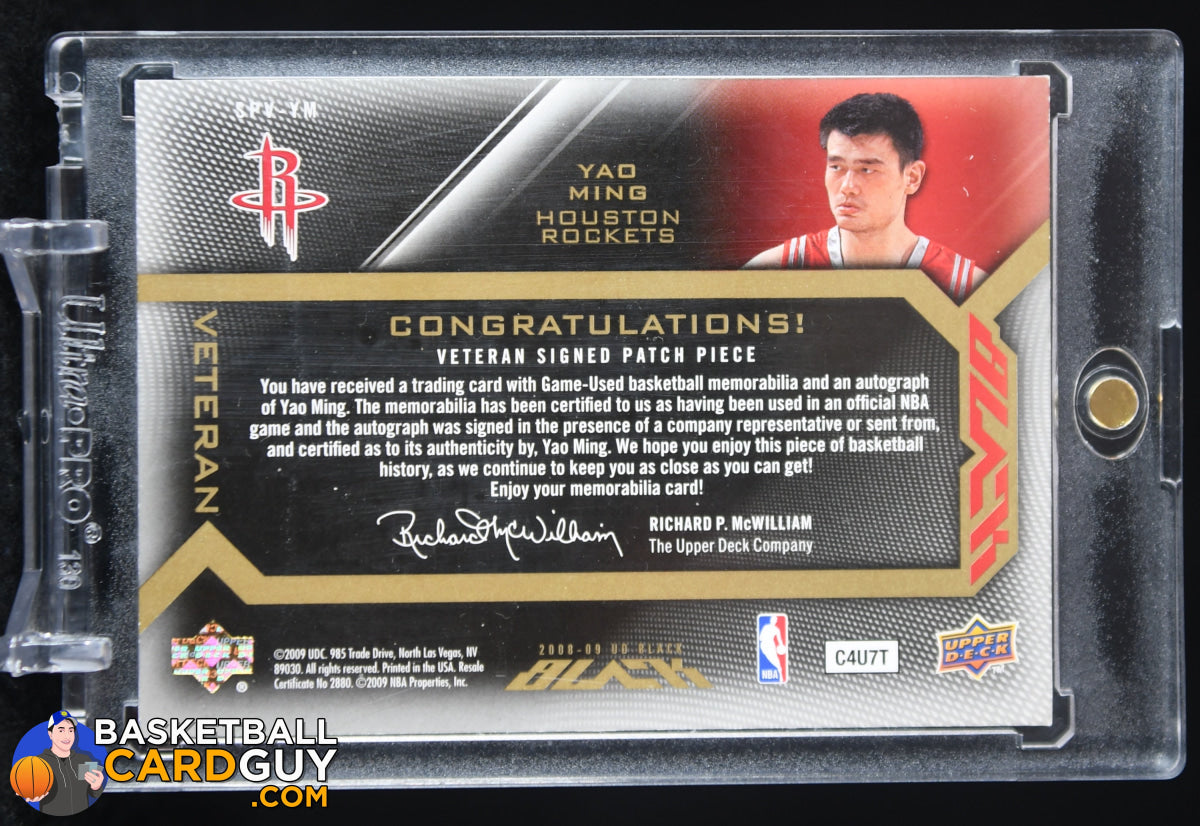 SPV-YM
R
YAO
MING
HOUSTON
ROCKETS
VETERAN
CONGRATULATIONS!
VETERAN SIGNED PATCH PIECE
You have received a trading card with Game-Used basketball memorabilia and an autograph
of Yao Ming. The memorabilia has been certified to us as having been used in an official NBA
game and the autograph was signed in the presence of a company representative or sent from,
and certified as to its authenticity by, Yao Ming. We hope you enjoy this piece of basketball
history, as we continue to keep you as close as you can get!
Enjoy your memorabilia card!
Richard McWilliam
RICHARD P. McWILLIAM
The Upper Deck Company
BLACK
©2009 UDC. 985 Trade Drive, North Las Vegas, NV
89030. All rights reserved. Printed in the USA. Resale
Certificate No 2880. ©2009 NBA Properties, Inc.
®
2008-09 UD BLACK
BLACK
NBA
C4U7T
UPPER
D·E·C·K
Ultra PRO® 130
BASKETBALL
CARDGUY
.COM